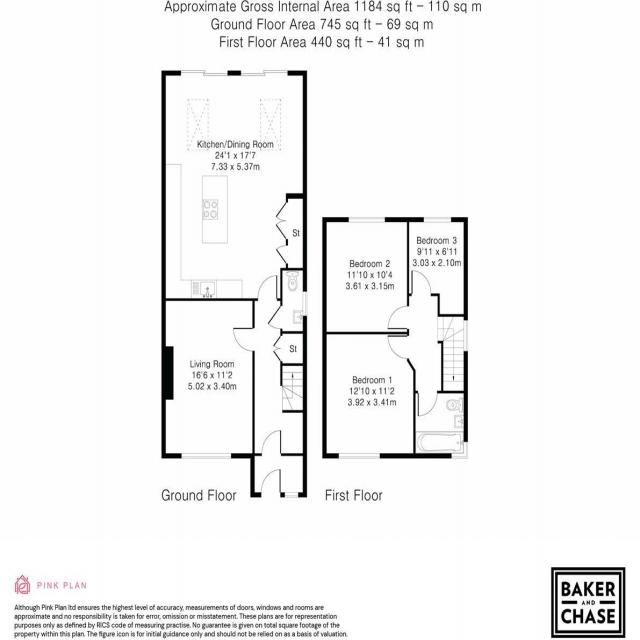 Approximate Gross Internal Area 1184 sq ft - 110 sq m
Ground Floor Area 745 sq ft – 69 sq m
First Floor Area 440 sq ft – 41 sq m
Kitchen/Dining Room
24'1 x 17'7
7.33 x 5.37m
St
Bedroom 3
9'11 x 6'11
3.03 x 2.10m
Bedroom 2
11'10 x 10'4
3.61 x 3.15m
St
Living Room
16'6 x 11'2
5.02 x 3.40m
Bedroom 1
12'10 x 11'2
3.92 x 3.41m
Ground Floor
First Floor
PINK PLAN
Although Pink Plan ltd ensures the highest level of accuracy, measurements of doors, windows and rooms are
approximate and no responsibility is taken for error, omission or misstatement. These plans are for representation
purposes only as defined by RICS code of measuring practise. No guarantee is given on total square footage of the
property within this plan. The figure icon is for initial guidance only and should not be relied on as a basis of valuation.
BAKER
AND
CHASE